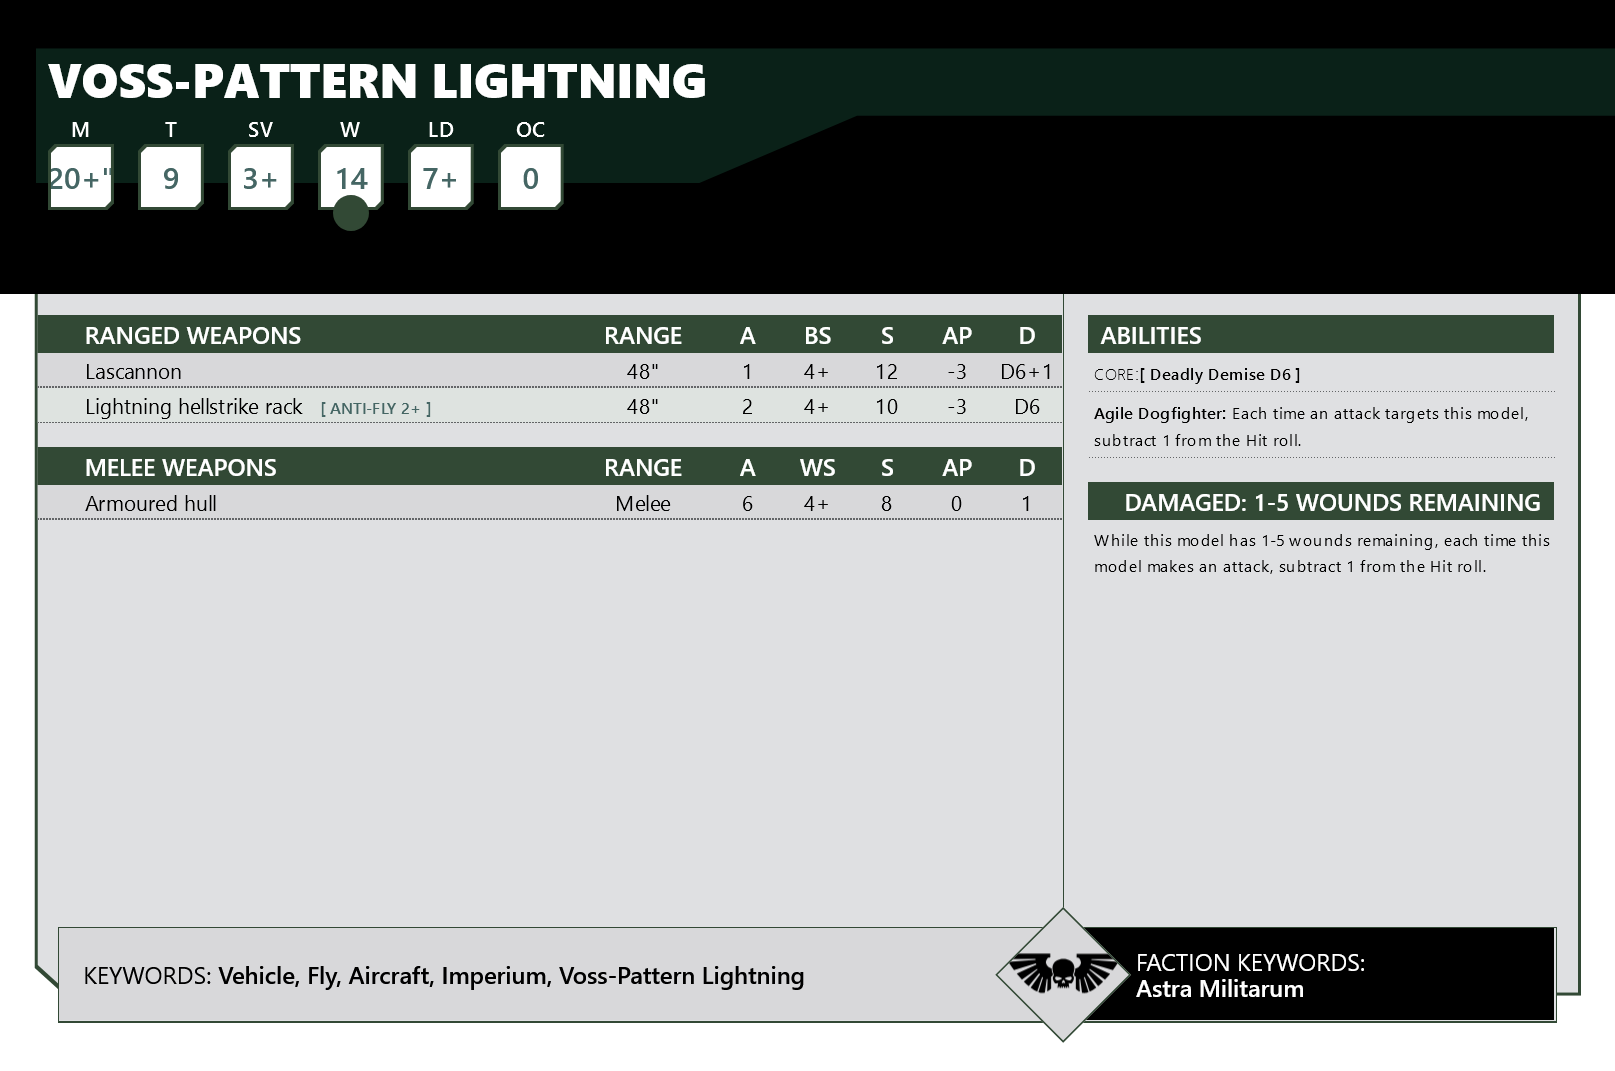 VOSS-PATTERN LIGHTNING
M T SV W LD OC
20+" 9 3+ 14 7+ 0
RANGED WEAPONS RANGE A BS S AP D
Lascannon 48" 1 4+ 12 -3 D6+1
Lightning hellstrike rack [ ANTI-FLY 2+ ] 48" 2 4+ 10 -3 D6
MELEE WEAPONS RANGE A WS S AP D
Armoured hull Melee 6 4+ 8 0 1
ABILITIES
CORE:[ Deadly Demise D6 ]
Agile Dogfighter: Each time an attack targets this model,
subtract 1 from the Hit roll.
DAMAGED: 1-5 WOUNDS REMAINING
While this model has 1-5 wounds remaining, each time this
model makes an attack, subtract 1 from the Hit roll.
KEYWORDS: Vehicle, Fly, Aircraft, Imperium, Voss-Pattern Lightning
FACTION KEYWORDS:
Astra Militarum